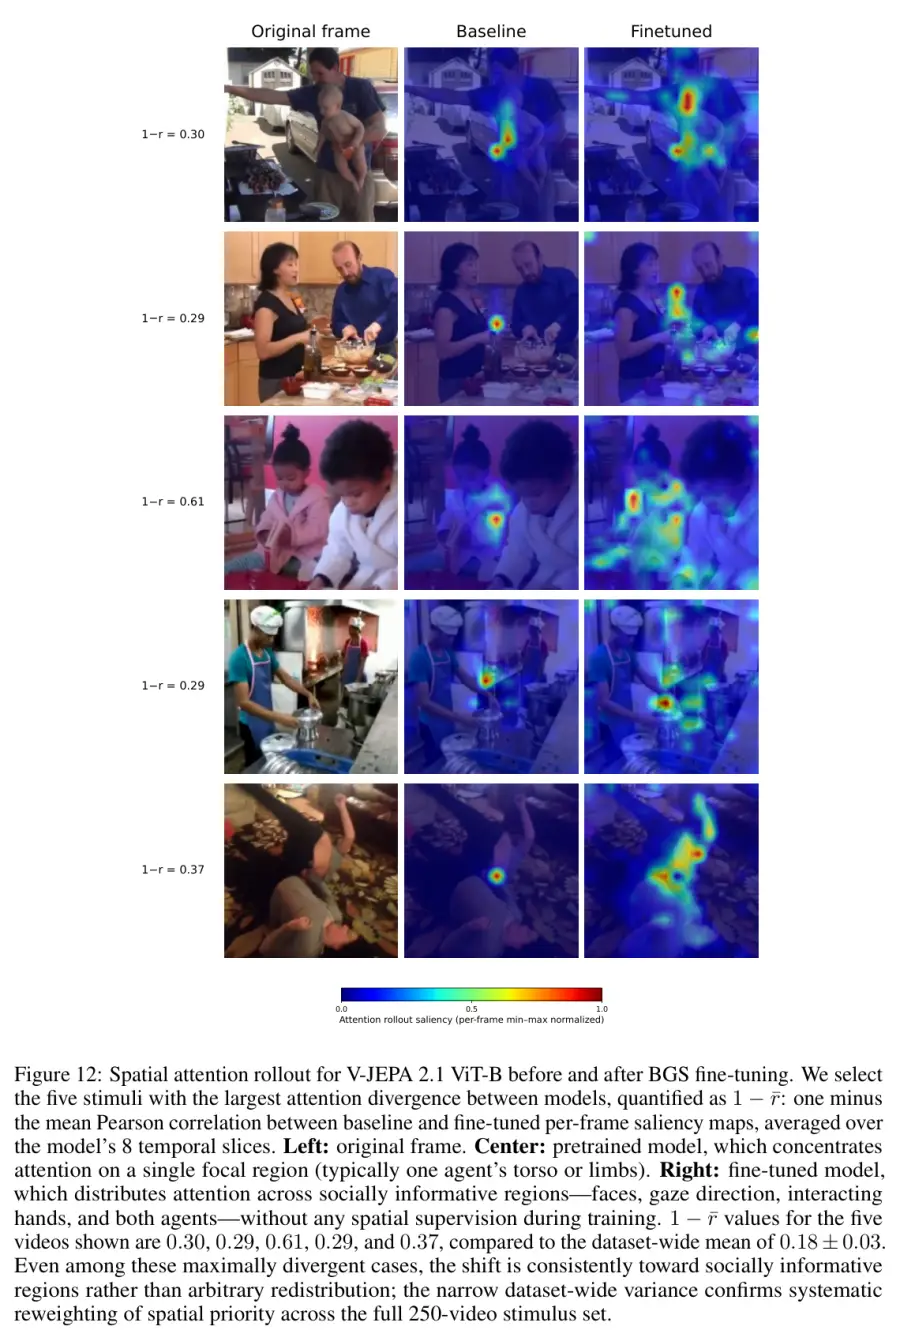 Original frame
Baseline
Finetuned
1−r = 0.30
1−r = 0.29
1−r = 0.61
1−r = 0.29
1−r = 0.37
0.0
0.5
1.0
Attention rollout saliency (per-frame min–max normalized)
Figure 12: Spatial attention rollout for V-JEPA 2.1 ViT-B before and after BGS fine-tuning. We select
the five stimuli with the largest attention divergence between models, quantified as 1 − r̄: one minus
the mean Pearson correlation between baseline and fine-tuned per-frame saliency maps, averaged over
the model's 8 temporal slices. Left: original frame. Center: pretrained model, which concentrates
attention on a single focal region (typically one agent's torso or limbs). Right: fine-tuned model,
which distributes attention across socially informative regions—faces, gaze direction, interacting
hands, and both agents—without any spatial supervision during training. 1 − r̄ values for the five
videos shown are 0.30, 0.29, 0.61, 0.29, and 0.37, compared to the dataset-wide mean of 0.18 ± 0.03.
Even among these maximally divergent cases, the shift is consistently toward socially informative
regions rather than arbitrary redistribution; the narrow dataset-wide variance confirms systematic
reweighting of spatial priority across the full 250-video stimulus set.